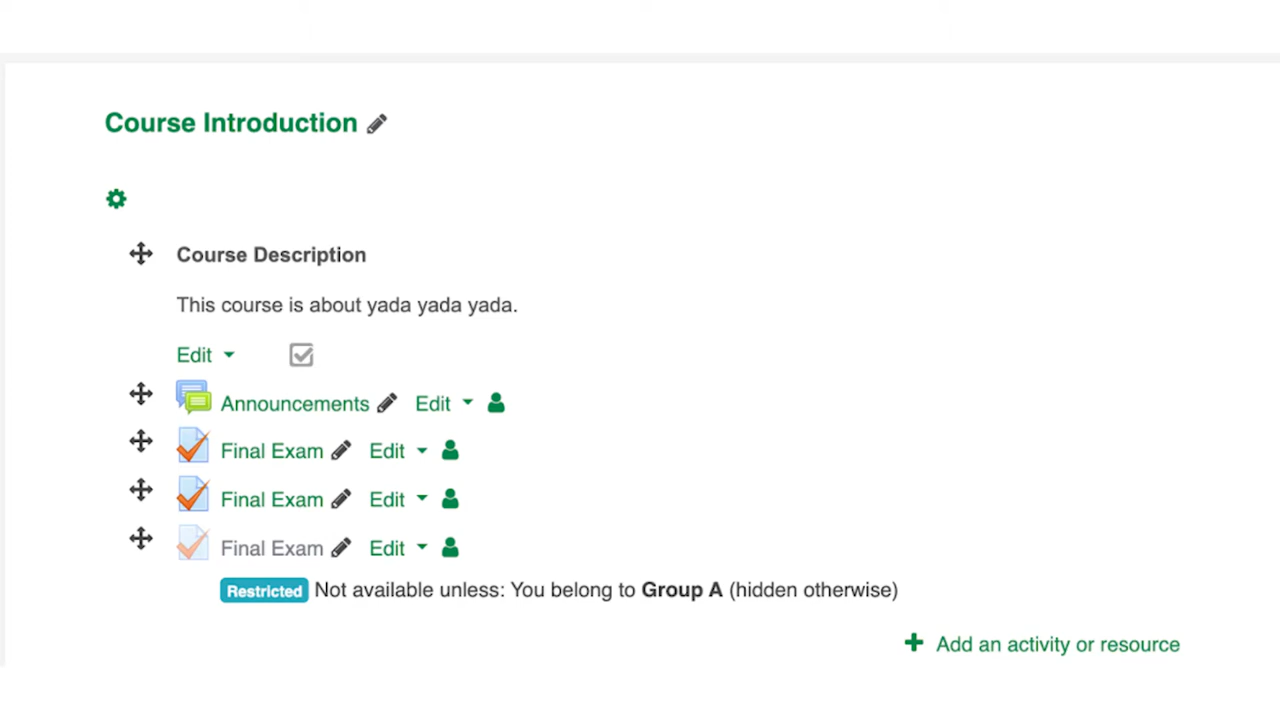 Course Introduction
Course Description
This course is about yada yada yada.
Edit
Announcements Edit
Final Exam Edit
Final Exam Edit
Final Exam Edit
Restricted Not available unless: You belong to Group A (hidden otherwise)
Add an activity or resource